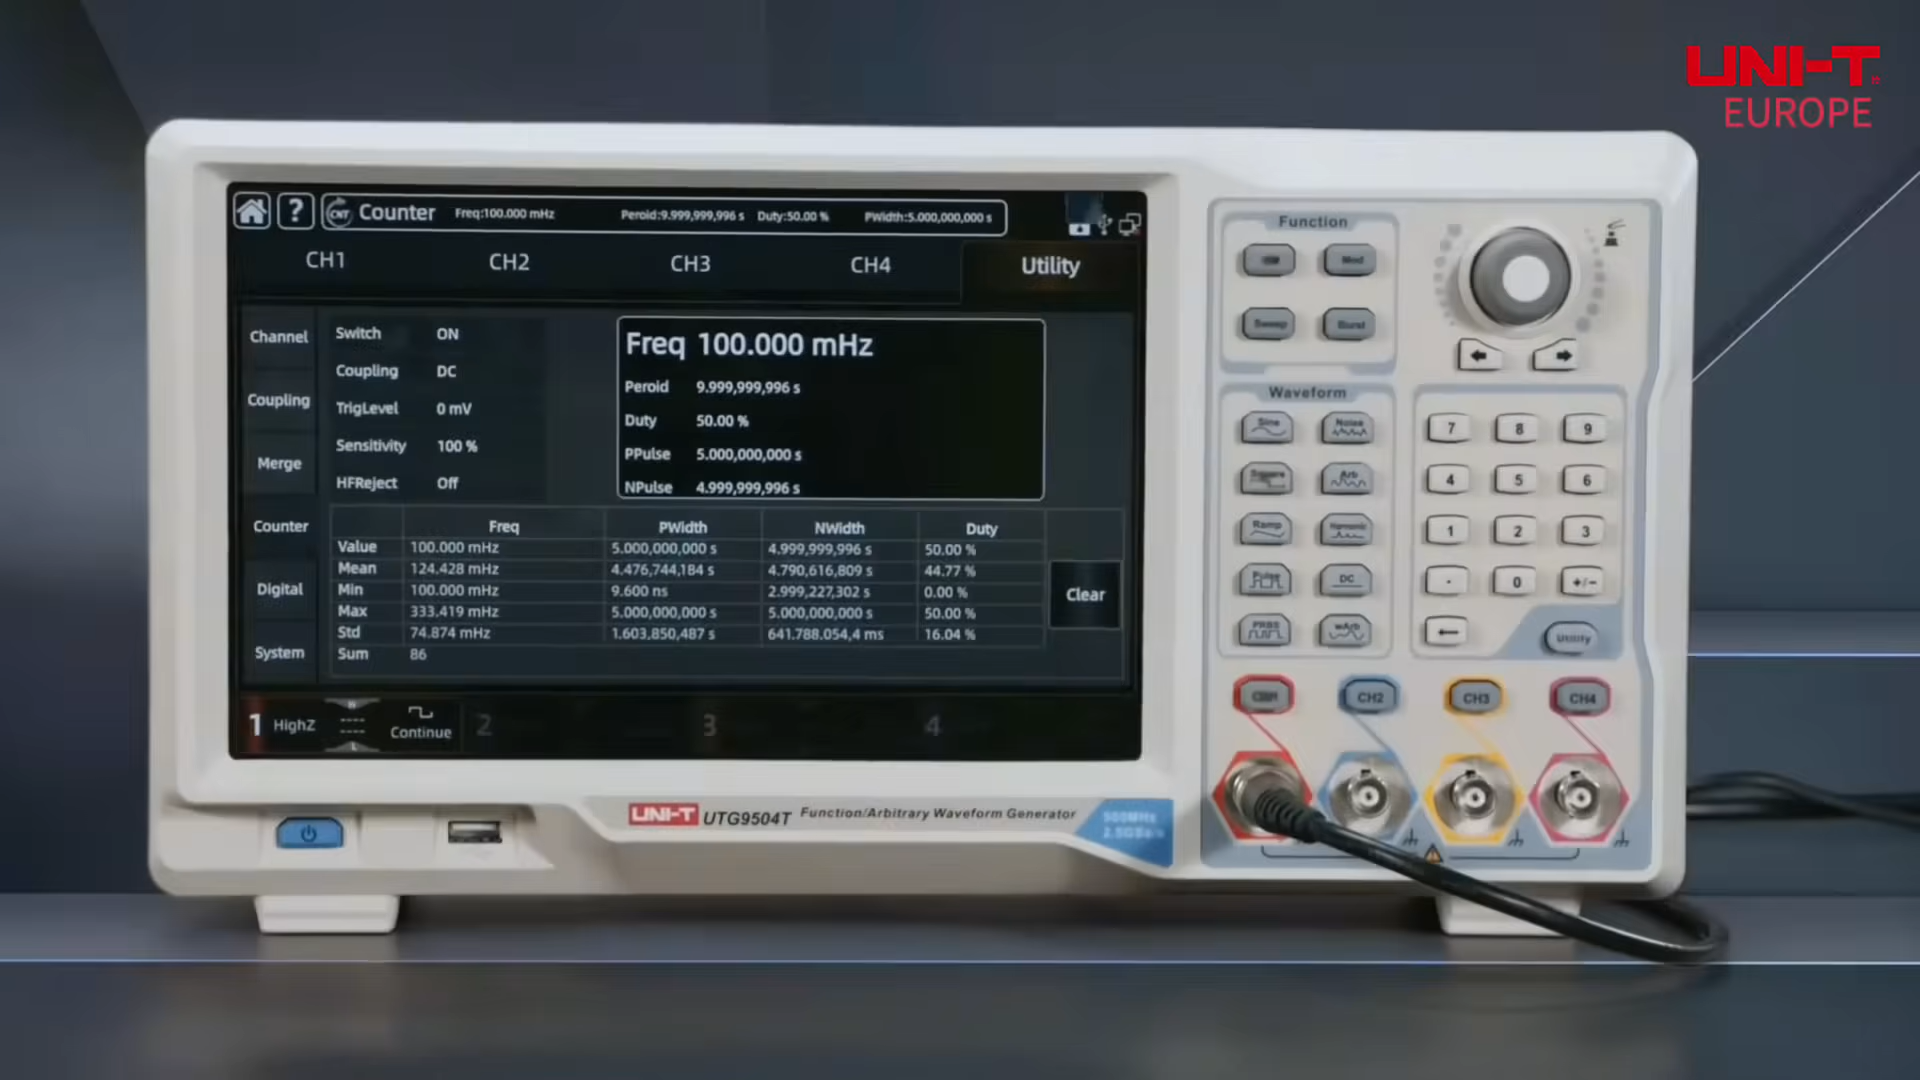 UNI-T
EUROPE
? CNT Counter Freq:100.000 mHz Peroid:9.999,999,996 s Duty:50.00 % PWidth:5.000,000,000 s
CH1 CH2 CH3 CH4 Utility
Channel
Coupling
Merge
Counter
Digital
System
Switch ON
Coupling DC
TrigLevel 0 mV
Sensitivity 100 %
HFReject Off
Freq 100.000 mHz
Peroid 9.999,999,996 s
Duty 50.00 %
PPulse 5.000,000,000 s
NPulse 4.999,999,996 s
Freq PWidth NWidth Duty
Value 100.000 mHz 5.000,000,000 s 4.999,999,996 s 50.00 %
Mean 124.428 mHz 4.476,744,184 s 4.790,616,809 s 44.77 %
Min 100.000 mHz 9.600 ns 2.999,227,302 s 0.00 %
Max 333.419 mHz 5.000,000,000 s 5.000,000,000 s 50.00 %
Std 74.874 mHz 1.603,850,487 s 641.788.054,4 ms 16.04 %
Sum 86
Clear
1 HighZ H L Continue 2 3 4
UNI-T UTG9504T Function/Arbitrary Waveform Generator
500MHz
2.5GSa/s
Function
Mod
Sweep Burst
Waveform
Sine Noise
Square Arb
Ramp Harmonic
Pulse DC
PRBS wArb
7 8 9
4 5 6
1 2 3
. 0 +/-
Utility
CH2 CH3 CH4